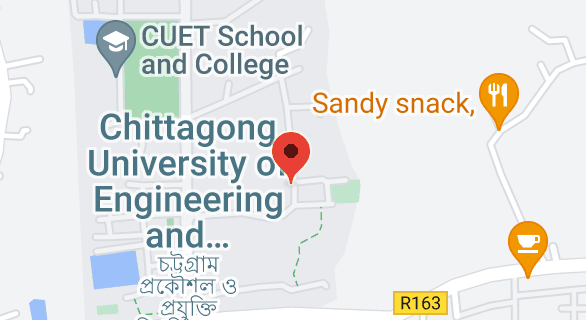 CUET School
and College
Sandy snack,
Chittagong
University of
Engineering
and...
চট্টগ্রাম
প্রকৌশল ও
প্রযুক্তি
R163